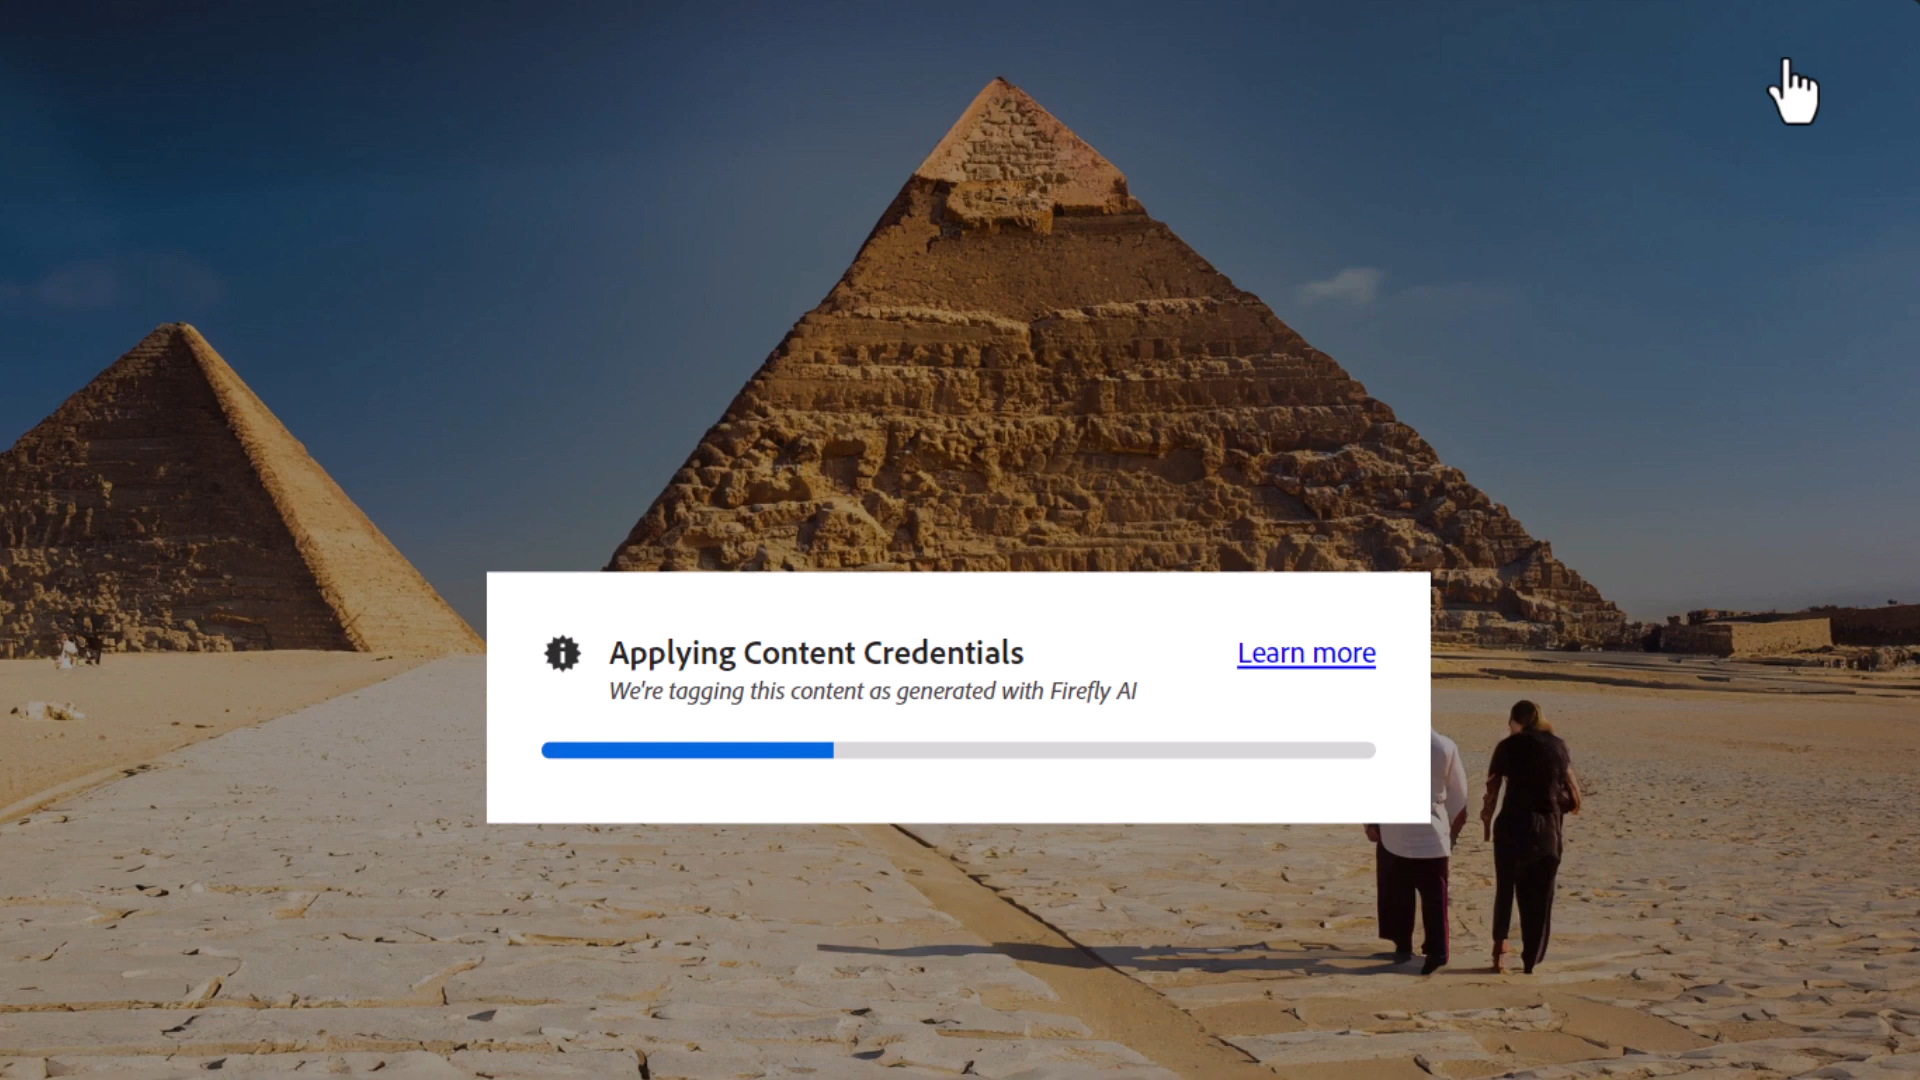 Applying Content Credentials
Learn more
We're tagging this content as generated with Firefly AI